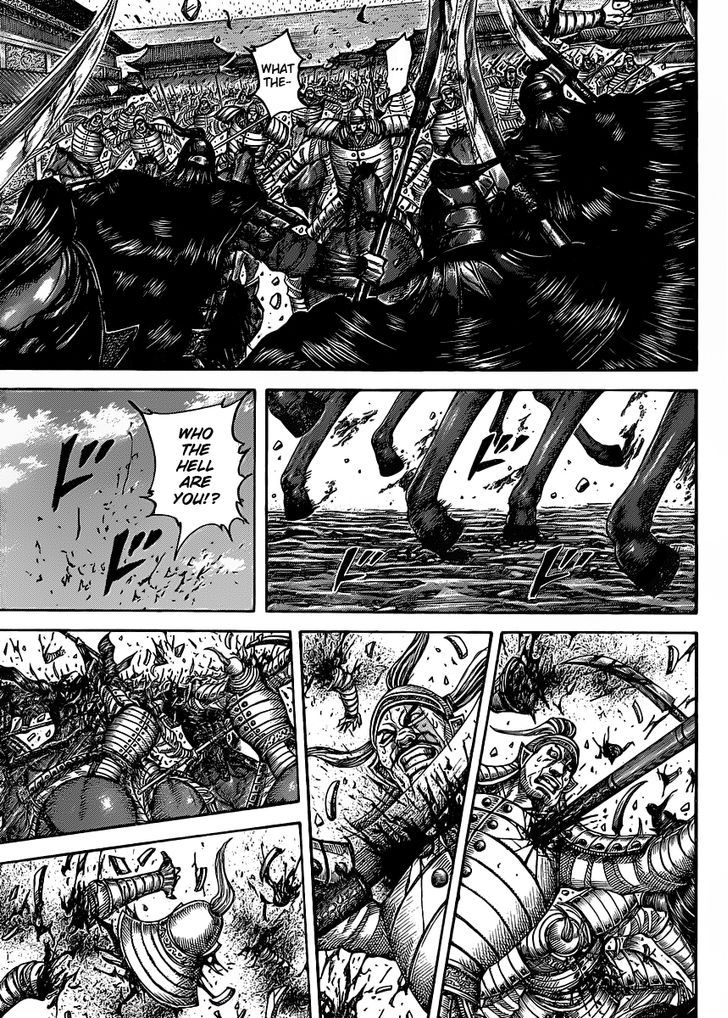 ...
WHAT
THE-
ド
ド
WHO
THE
HELL
ARE
YOU!?
ド
ド